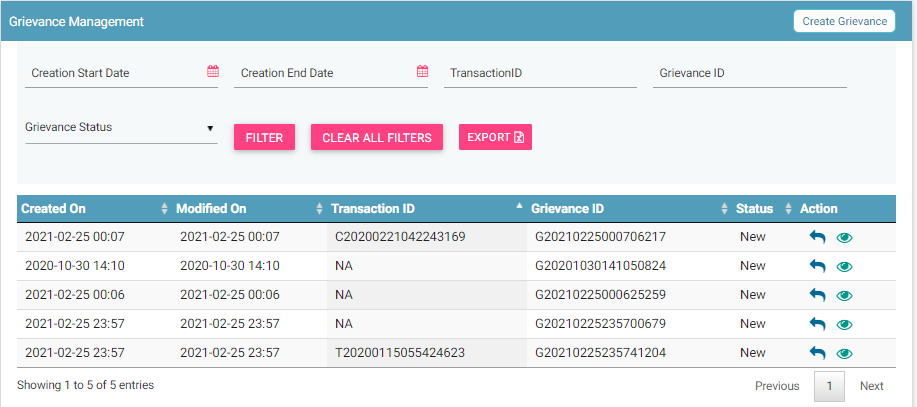 Grievance Management Create Grievance
Creation Start Date Creation End Date TransactionID Grievance ID
Grievance Status FILTER CLEAR ALL FILTERS EXPORT
Created On Modified On Transaction ID Grievance ID Status Action
2021-02-25 00:07 2021-02-25 00:07 C20200221042243169 G20210225000706217 New
2020-10-30 14:10 2020-10-30 14:10 NA G20201030141050824 New
2021-02-25 00:06 2021-02-25 00:06 NA G20210225000625259 New
2021-02-25 23:57 2021-02-25 23:57 NA G20210225235700679 New
2021-02-25 23:57 2021-02-25 23:57 T20200115055424623 G20210225235741204 New
Showing 1 to 5 of 5 entries Previous 1 Next